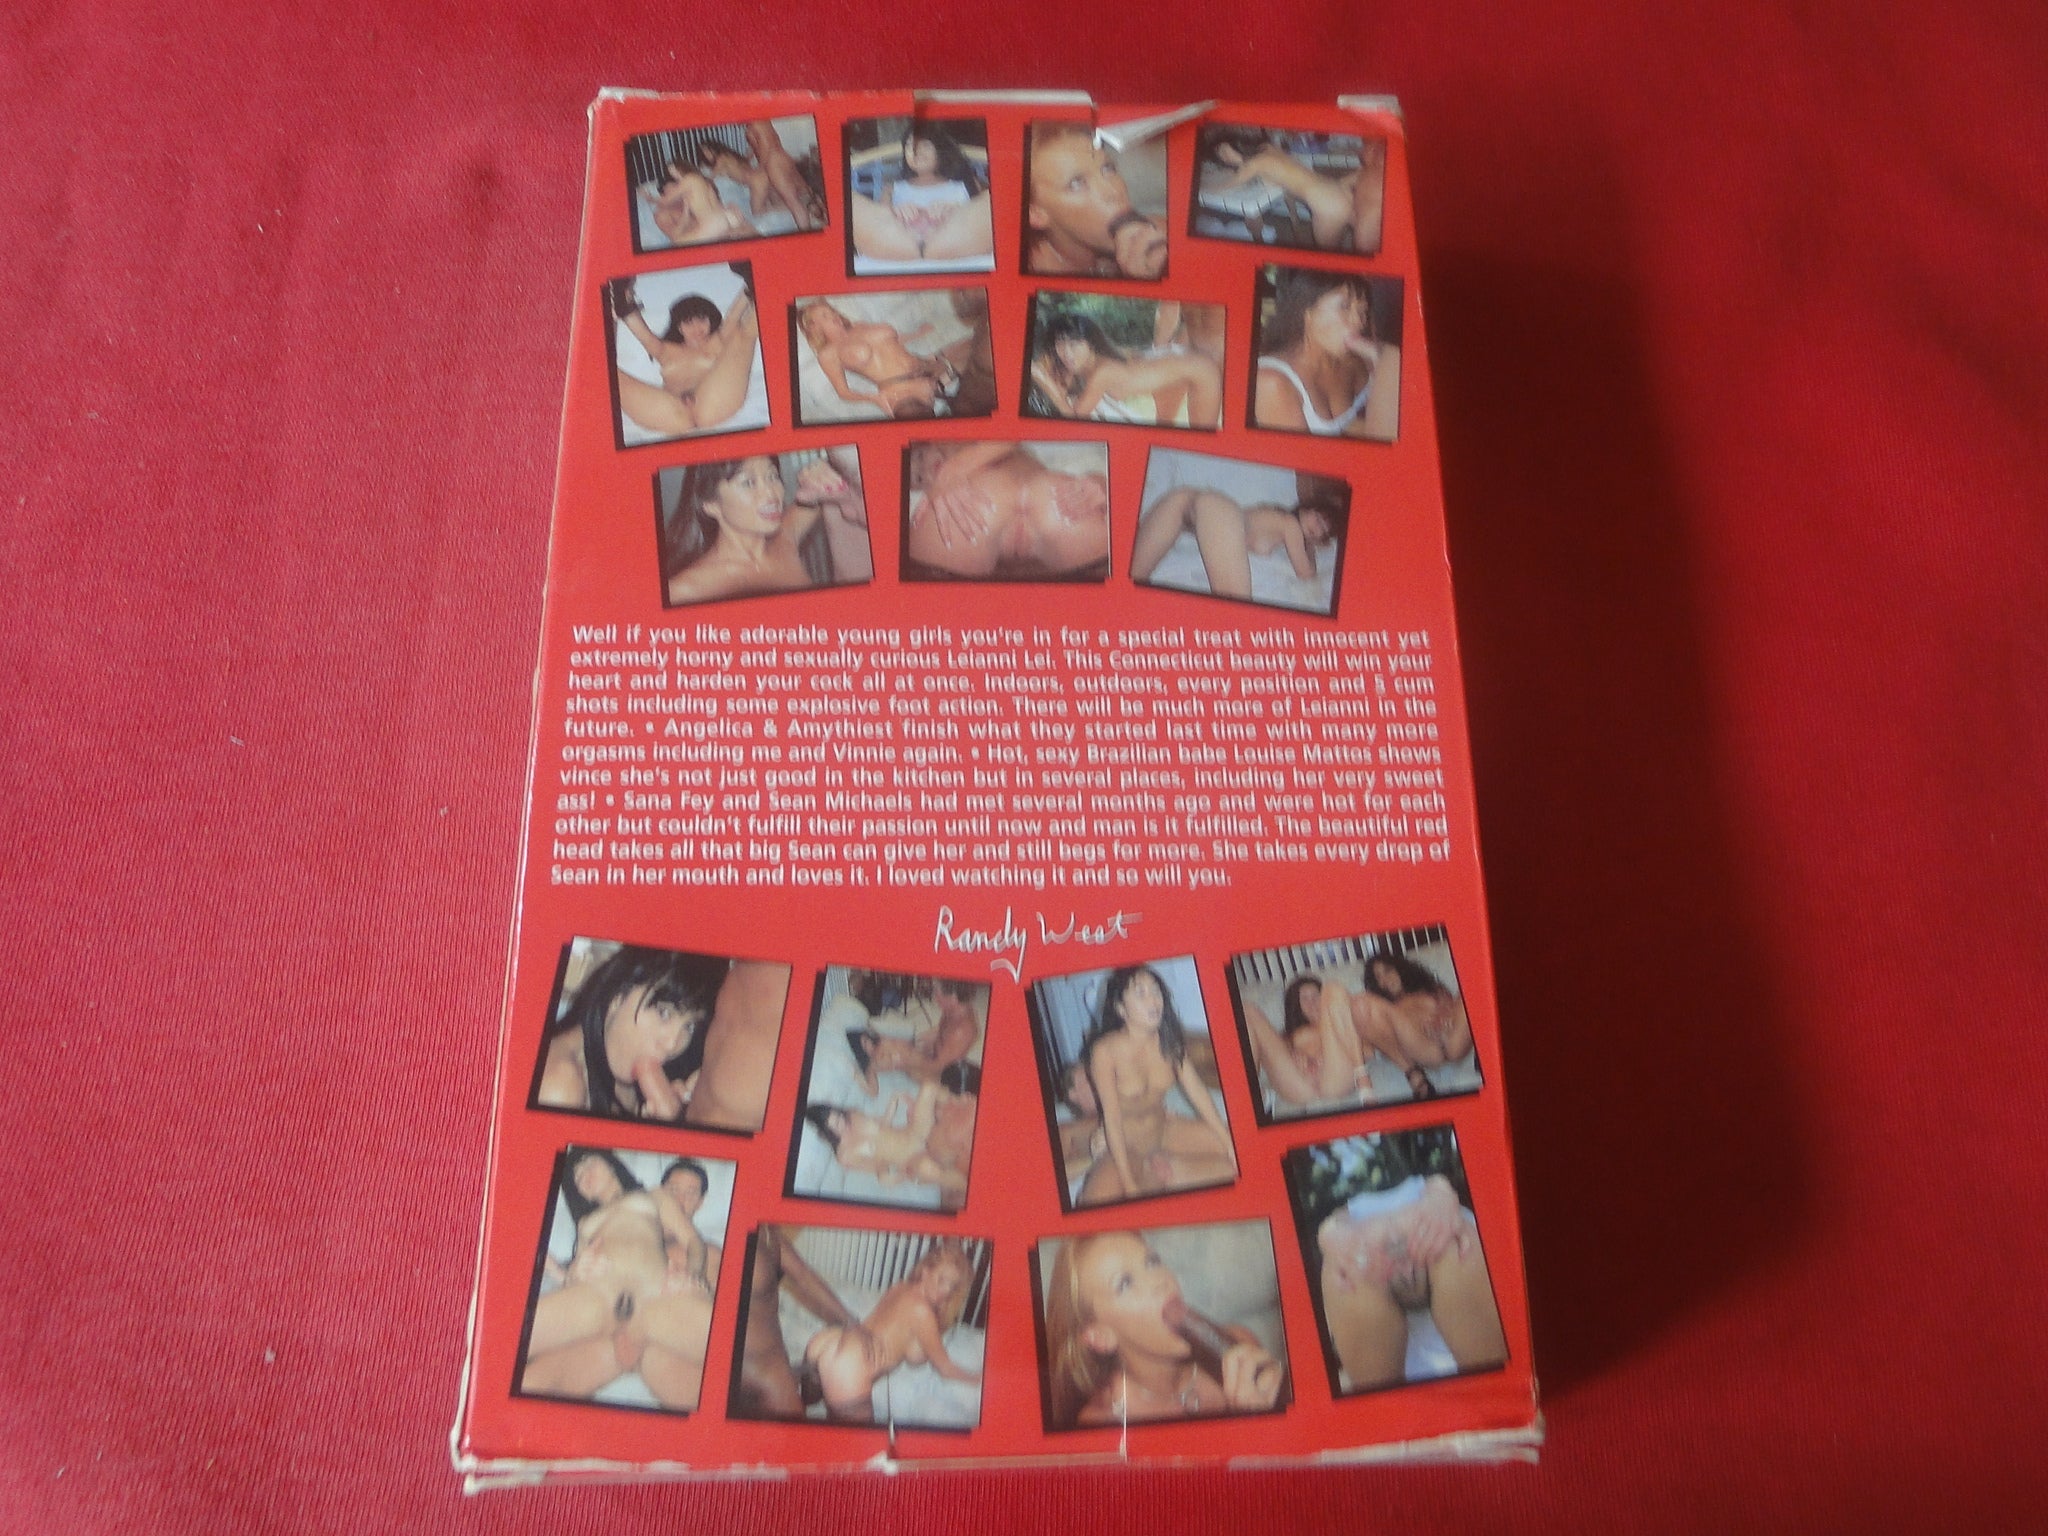 Well if you like adorable young girls you're in for a special treat with innocent yet
extremely horny and sexually curious Leianni Lei. This Connecticut beauty will win your
heart and harden your cock all at once. Indoors, outdoors, every position and 5 cum
shots including some explosive foot action. There will be much more of Leianni in the
future. • Angelica & Amythiest finish what they started last time with many more
orgasms including me and Vinnie again. • Hot, sexy Brazilian babe Louise Mattos shows
vince she's not just good in the kitchen but in several places, including her very sweet
ass! • Sana Fey and Sean Michaels had met several months ago and were hot for each
other but couldn't fulfill their passion until now and man is it fulfilled. The beautiful red
head takes all that big Sean can give her and still begs for more. She takes every drop of
Sean in her mouth and loves it. I loved watching it and so will you.
Randy West